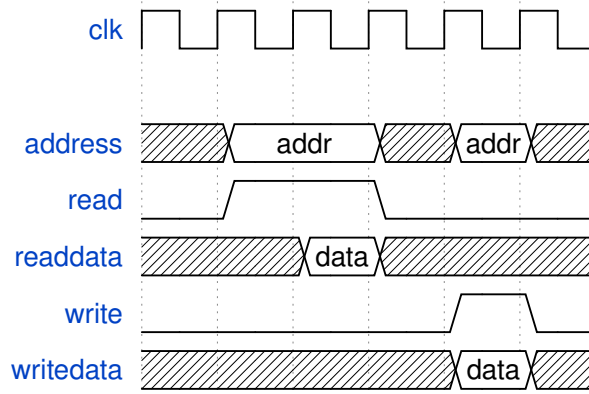 clk
address addr addr
read
readdata data
write
writedata data